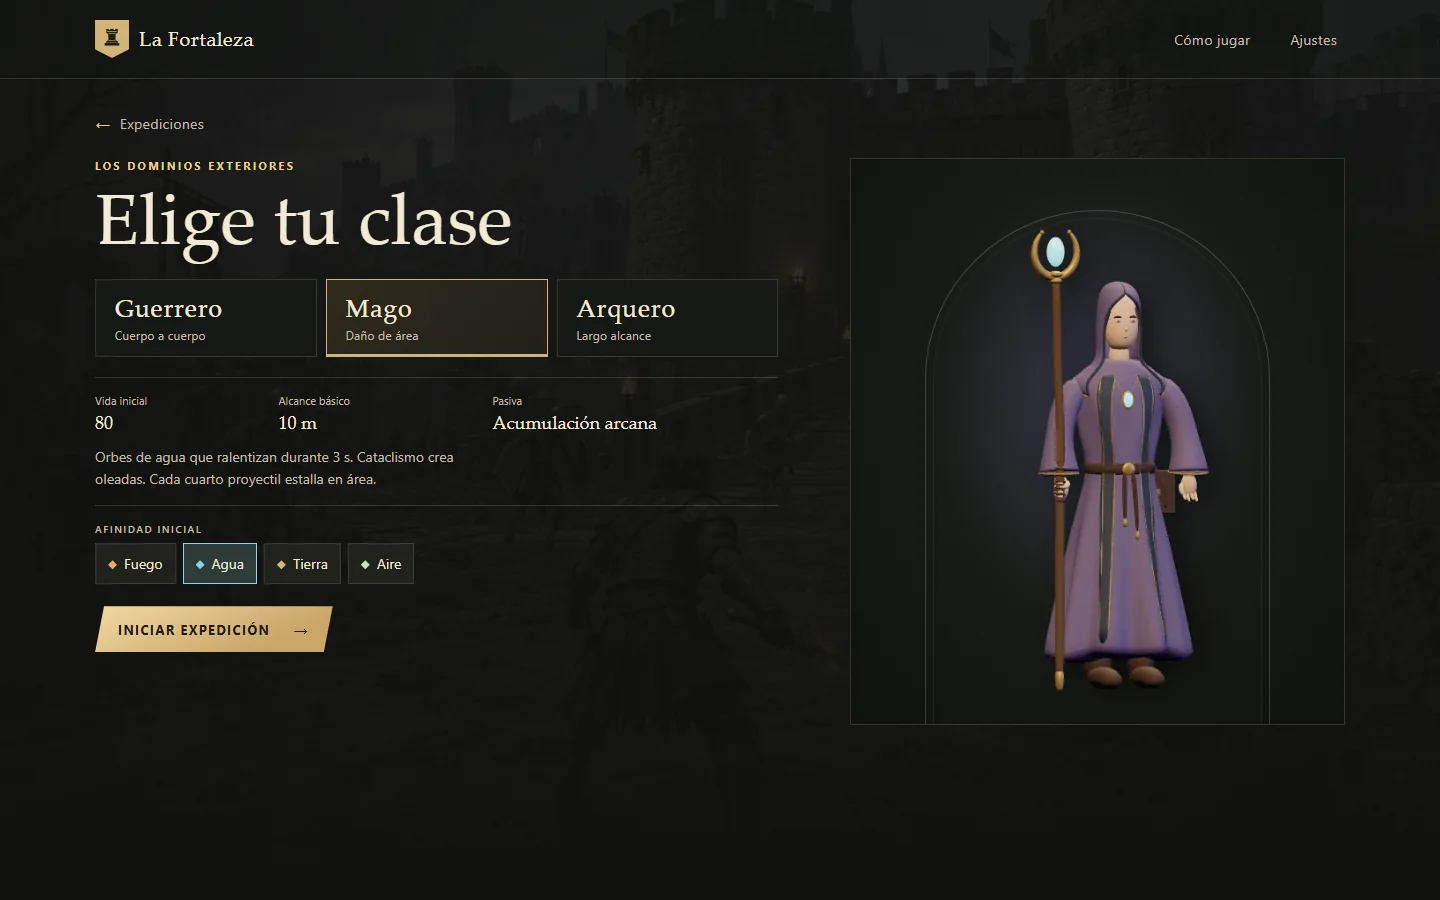 La Fortaleza
Cómo jugar
Ajustes
← Expediciones
LOS DOMINIOS EXTERIORES
Elige tu clase
Guerrero
Cuerpo a cuerpo
Mago
Daño de área
Arquero
Largo alcance
Vida inicial
80
Alcance básico
10 m
Pasiva
Acumulación arcana
Orbes de agua que ralentizan durante 3 s. Cataclismo crea
oleadas. Cada cuarto proyectil estalla en área.
AFINIDAD INICIAL
Fuego
Agua
Tierra
Aire
INICIAR EXPEDICIÓN →